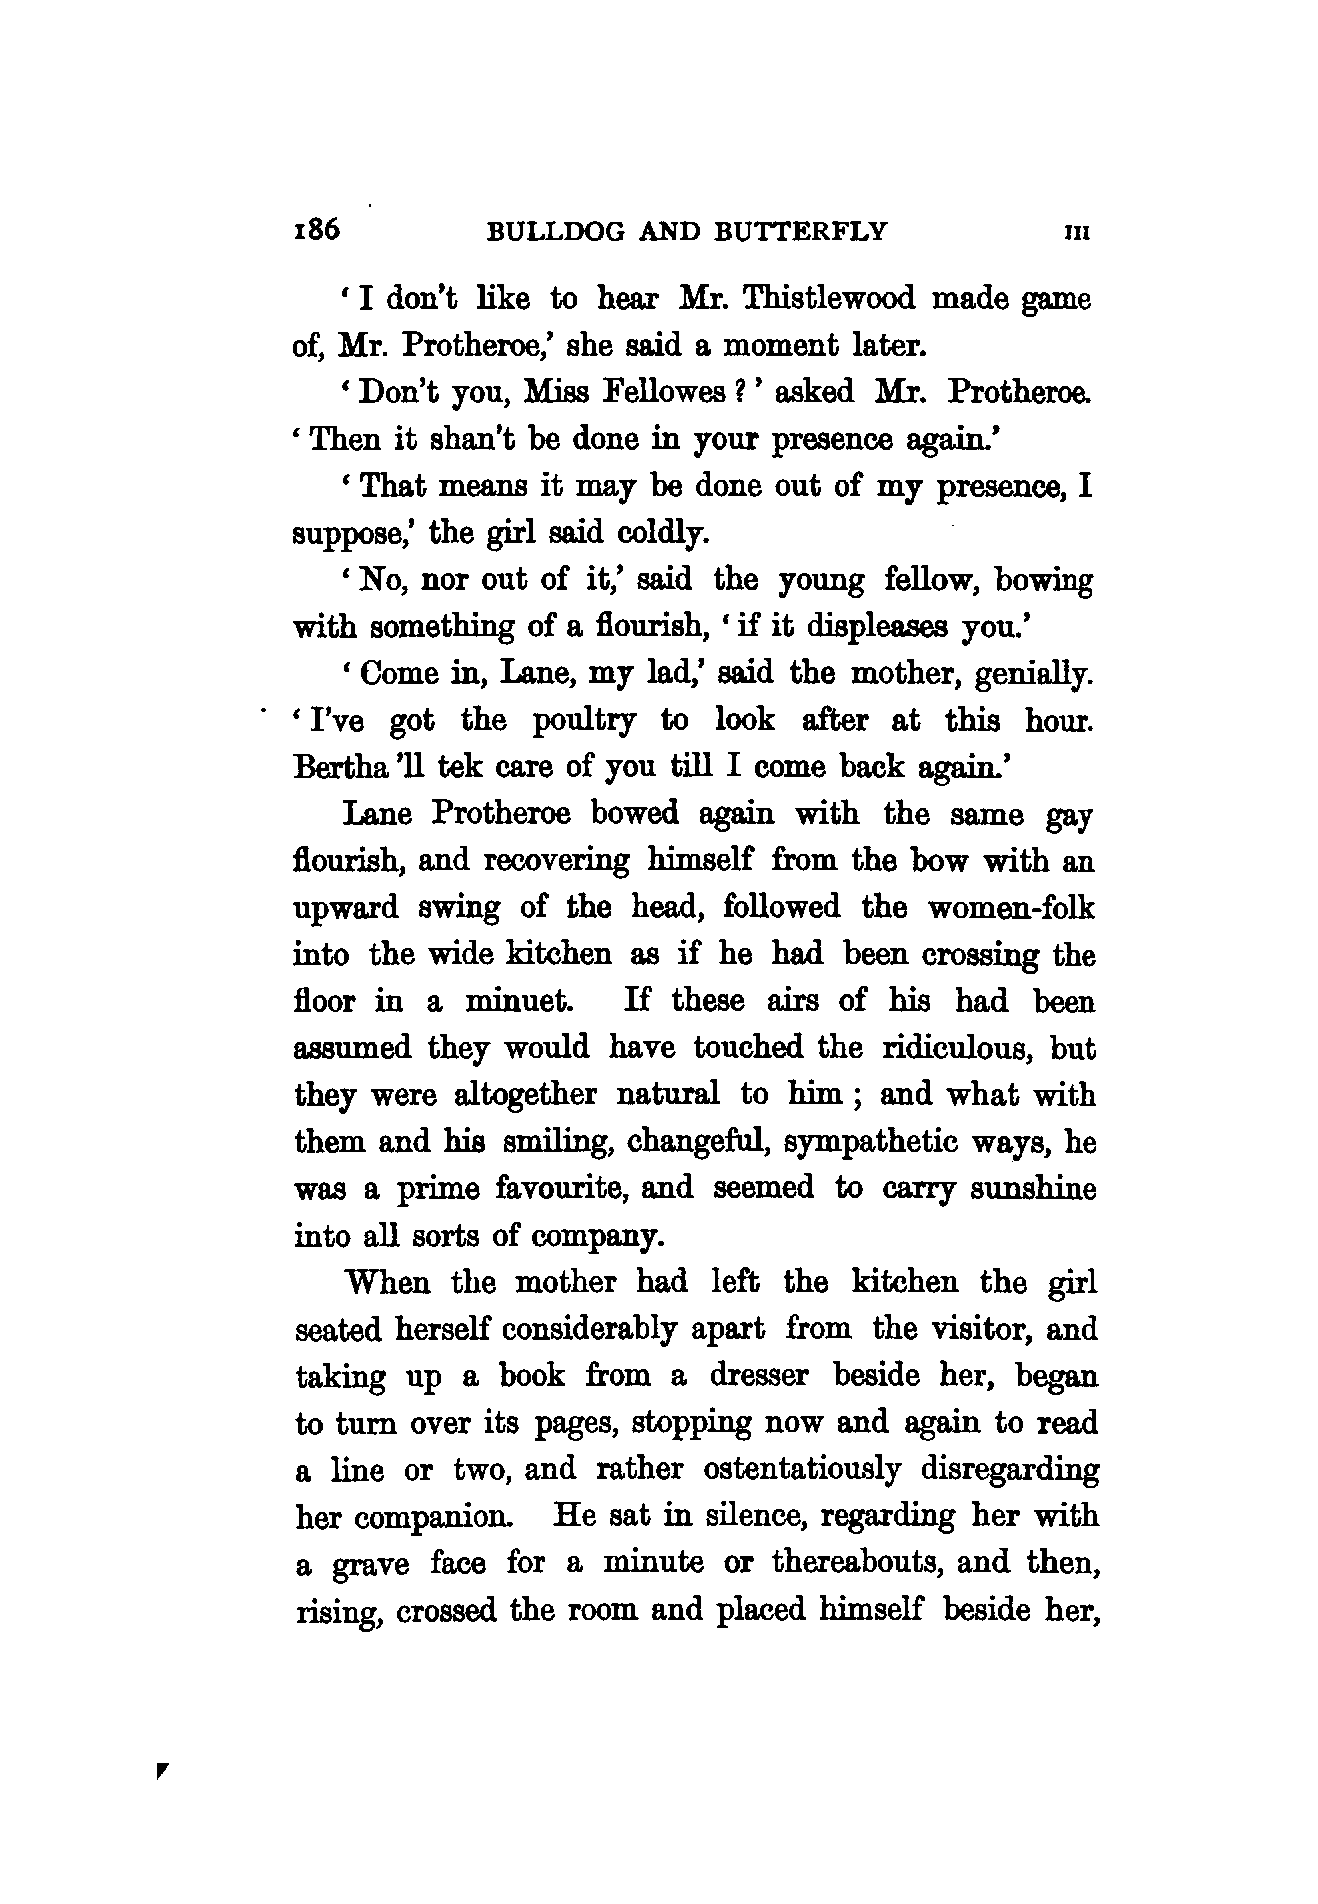 186 BULLDOG AND BUTTERFLY III
‘ I don’t like to hear Mr. Thistlewood made game
of, Mr. Protheroe,’ she said a moment later.
‘ Don’t you, Miss Fellowes ? ’ asked Mr. Protheroe.
‘ Then it shan’t be done in your presence again.’
‘ That means it may be done out of my presence, I
suppose,’ the girl said coldly.
‘ No, nor out of it,’ said the young fellow, bowing
with something of a flourish, ‘ if it displeases you.’
‘ Come in, Lane, my lad,’ said the mother, genially.
‘ I’ve got the poultry to look after at this hour.
Bertha ’ll tek care of you till I come back again.’
Lane Protheroe bowed again with the same gay
flourish, and recovering himself from the bow with an
upward swing of the head, followed the women-folk
into the wide kitchen as if he had been crossing the
floor in a minuet. If these airs of his had been
assumed they would have touched the ridiculous, but
they were altogether natural to him ; and what with
them and his smiling, changeful, sympathetic ways, he
was a prime favourite, and seemed to carry sunshine
into all sorts of company.
When the mother had left the kitchen the girl
seated herself considerably apart from the visitor, and
taking up a book from a dresser beside her, began
to turn over its pages, stopping now and again to read
a line or two, and rather ostentatiously disregarding
her companion. He sat in silence, regarding her with
a grave face for a minute or thereabouts, and then,
rising, crossed the room and placed himself beside her,